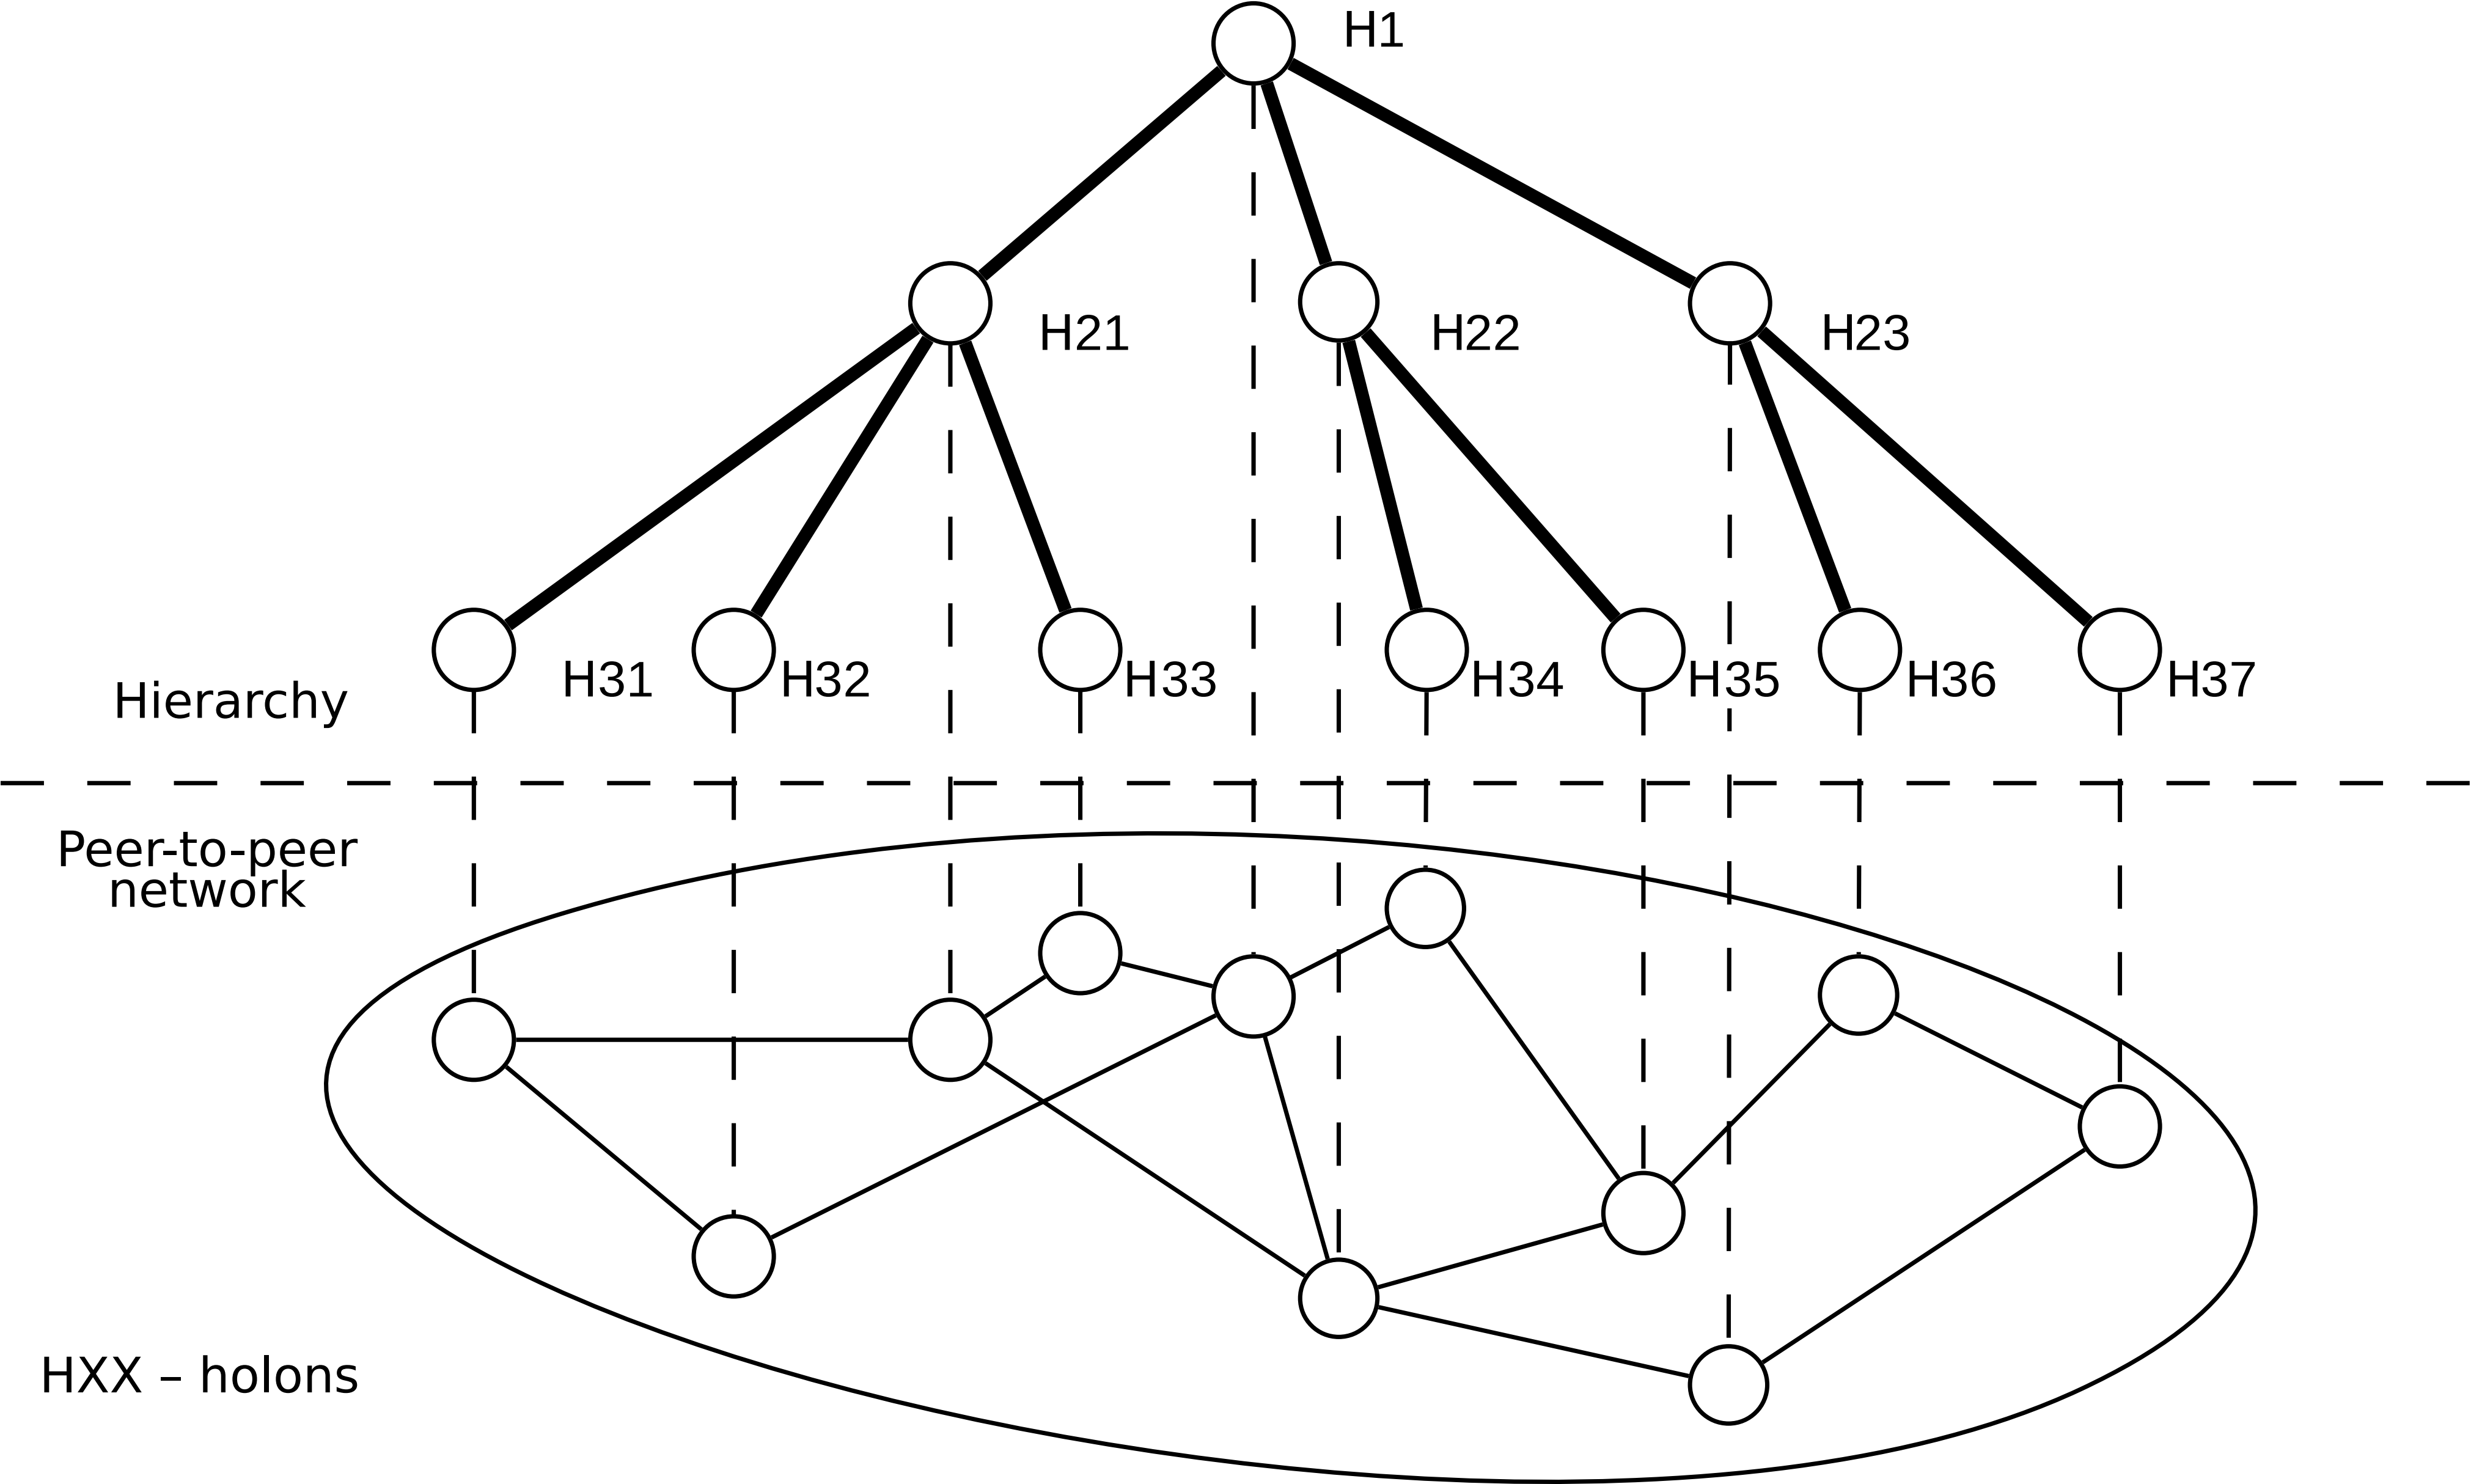 H1
H21
H22
H23
H31
H32
H33
H34
H35
H36
H37
Hierarchy
Peer-to-peer
network
HXX – holons